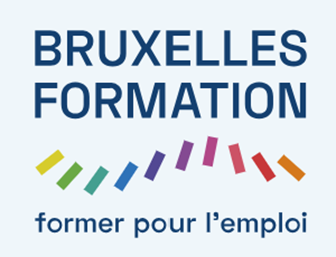 BRUXELLES
FORMATION
former pour l'emploi